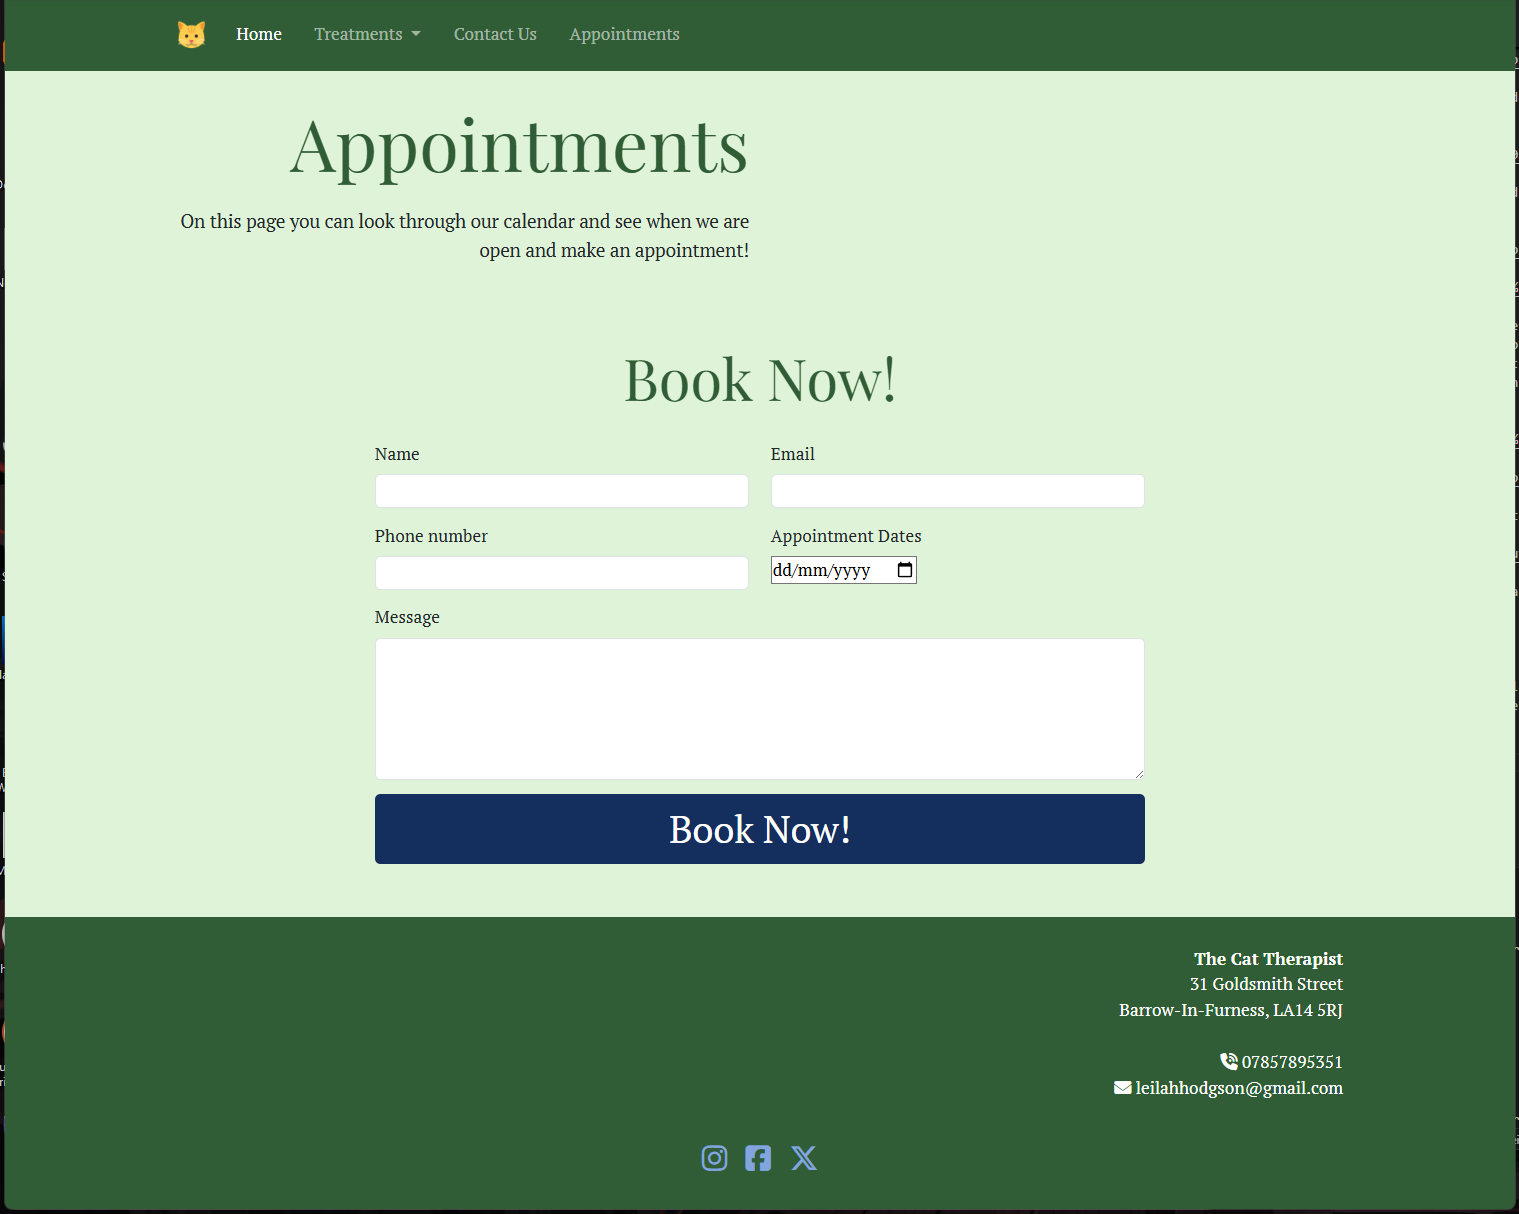 Home Treatments Contact Us Appointments
Appointments
On this page you can look through our calendar and see when we are
open and make an appointment!
Book Now!
Name Email
Phone number Appointment Dates
dd/mm/yyyy
Message
Book Now!
The Cat Therapist
31 Goldsmith Street
Barrow-In-Furness, LA14 5RJ
07857895351
leilahhodgson@gmail.com